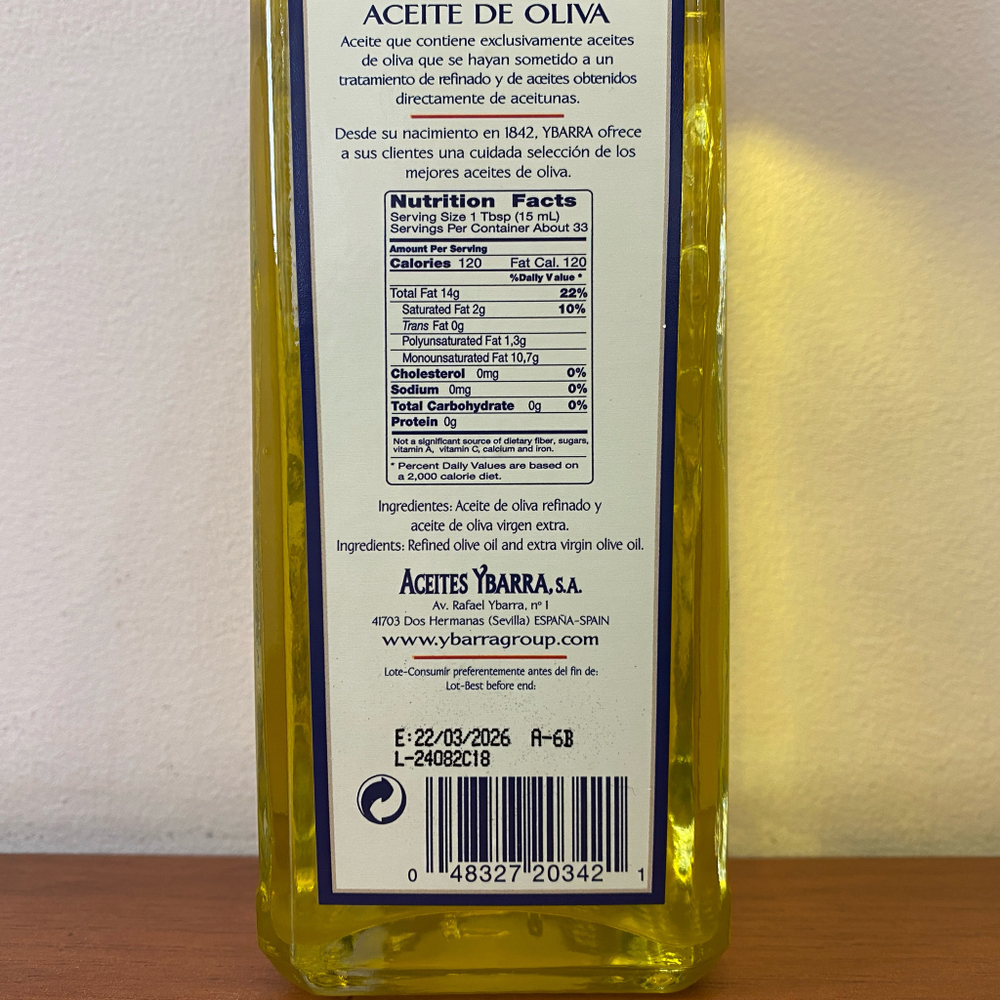 ACEITE DE OLIVA
Aceite que contiene exclusivamente aceites
de oliva que se hayan sometido a un
tratamiento de refinado y de aceites obtenidos
directamente de aceitunas.
Desde su nacimiento en 1842, YBARRA ofrece
a sus clientes una cuidada selección de los
mejores aceites de oliva.
Nutrition Facts
Serving Size 1 Tbsp (15 mL)
Servings Per Container About 33
Amount Per Serving
Calories 120 Fat Cal. 120
%Daily Value *
Total Fat 14g 22%
Saturated Fat 2g 10%
Trans Fat 0g
Polyunsaturated Fat 1,3g
Monounsaturated Fat 10,7g
Cholesterol 0mg 0%
Sodium 0mg 0%
Total Carbohydrate 0g 0%
Protein 0g
Not a significant source of dietary fiber, sugars,
vitamin A, vitamin C, calcium and iron.
* Percent Daily Values are based on
a 2,000 calorie diet.
Ingredientes: Aceite de oliva refinado y
aceite de oliva virgen extra.
Ingredients: Refined olive oil and extra virgin olive oil.
ACEITES YBARRA, S.A.
Av. Rafael Ybarra, nº 1
41703 Dos Hermanas (Sevilla) ESPAÑA-SPAIN
www.ybarragroup.com
Lote-Consumir preferentemente antes del fin de:
Lot-Best before end:
E:22/03/2026 A-6B
L-24082C18
0 48327 20342 1